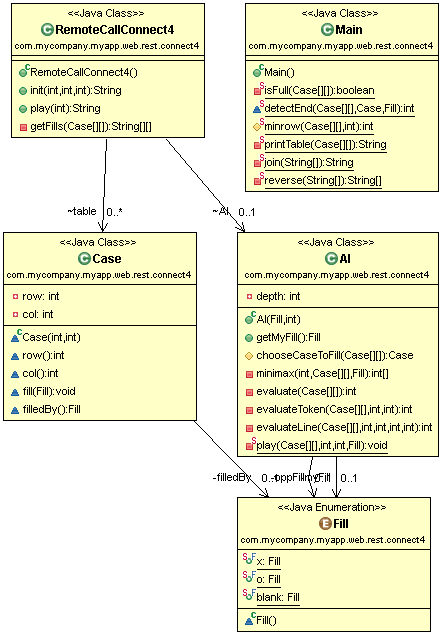 <<Java Class>>
RemoteCallConnect4
com.mycompany.myapp.web.rest.connect4
RemoteCallConnect4()
init(int,int,int):String
play(int):String
getFills(Case[][]):String[][]
<<Java Class>>
Main
com.mycompany.myapp.web.rest.connect4
Main()
isFull(Case[][]):boolean
detectEnd(Case[][],Case,Fill):int
minrow(Case[][],int):int
printTable(Case[][]):String
join(String[]):String
reverse(String[]):String[]
~table 0..*
~AI 0..1
<<Java Class>>
Case
com.mycompany.myapp.web.rest.connect4
row: int
col: int
Case(int,int)
row():int
col():int
fill(Fill):void
filledBy():Fill
<<Java Class>>
AI
com.mycompany.myapp.web.rest.connect4
depth: int
AI(Fill,int)
getMyFill():Fill
chooseCaseToFill(Case[][]):Case
minimax(int,Case[][],Fill):int[]
evaluate(Case[][]):int
evaluateToken(Case[][],int,int):int
evaluateLine(Case[][],int,int,int,int):int
play(Case[][],int,int,Fill):void
-filledBy
0..1
<<Java Enumeration>>
Fill
com.mycompany.myapp.web.rest.connect4
x: Fill
o: Fill
blank: Fill
Fill()